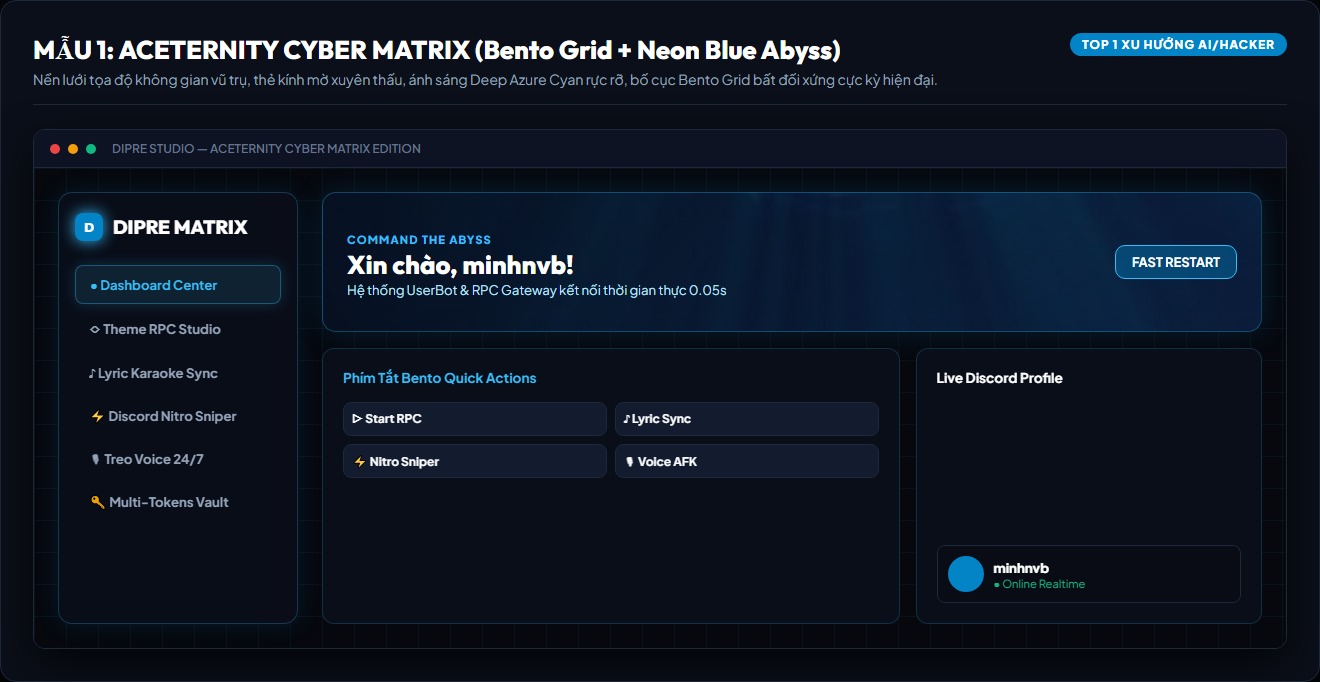 MẪU 1: ACETERNITY CYBER MATRIX (Bento Grid + Neon Blue Abyss)
TOP 1 XU HƯỚNG AI/HACKER
Nền lưới tọa độ không gian vũ trụ, thẻ kính mờ xuyên thấu, ánh sáng Deep Azure Cyan rực rỡ, bố cục Bento Grid bất đối xứng cực kỳ hiện đại.
DIPRE STUDIO — ACETERNITY CYBER MATRIX EDITION
D
DIPRE MATRIX
Dashboard Center
Theme RPC Studio
Lyric Karaoke Sync
Discord Nitro Sniper
Treo Voice 24/7
Multi-Tokens Vault
COMMAND THE ABYSS
Xin chào, minhnvb!
Hệ thống UserBot & RPC Gateway kết nối thời gian thực 0.05s
FAST RESTART
Phím Tắt Bento Quick Actions
Start RPC
Lyric Sync
Nitro Sniper
Voice AFK
Live Discord Profile
minhnvb
Online Realtime